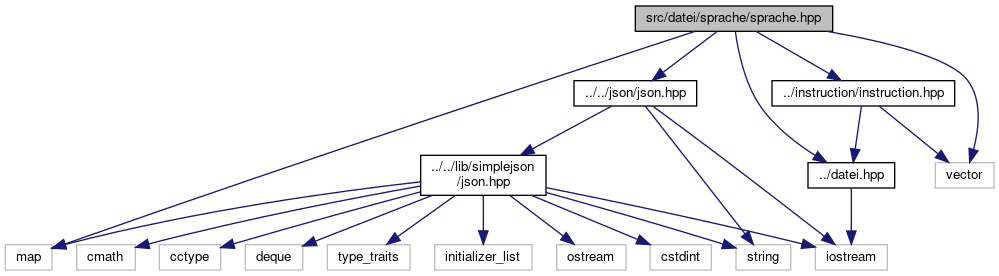 src/datei/sprache/sprache.hpp
../../json/json.hpp
../instruction/instruction.hpp
../../lib/simplejson
/json.hpp
../datei.hpp
vector
map
cmath
cctype
deque
type_traits
initializer_list
ostream
cstdint
string
iostream